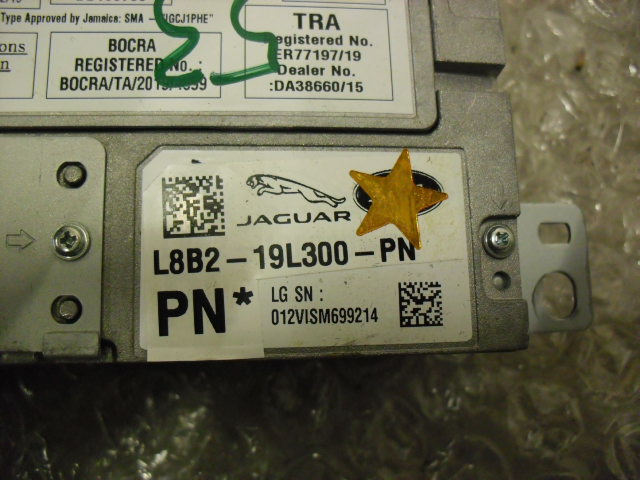 Type Approved by Jamaica: SMA – "IGCJ1PHE"
BOCRA
REGISTERED No.:
TRA
Registered No.
ER77197/19
Dealer No.
:DA38660/15
JAGUAR
L8B2-19L300-PN
PN*
LG SN :
012VISM699214